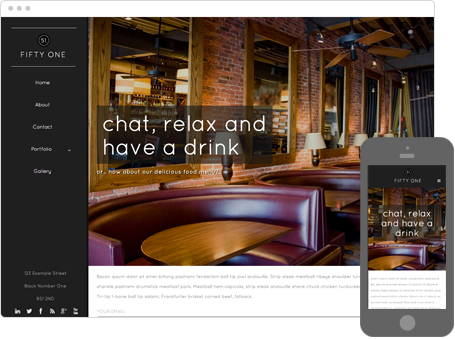 51
FIFTY ONE
Home
About
Contact
Portfolio
Gallery
123 Example Street
Block Number One
BS1 2ND
chat, relax and
have a drink
or.. how about our delicious food menu?
Bacon ipsum dolor sit amet biltong pastrami tenderloin ball tip jowl andouille. Strip steak meatball ribeye shoulder
shankle pastrami drumstick meatloaf pork. Meatball ham capicola, strip steak andouille shank chuck chicken
Tri-tip t-bone ball tip salami. Frankfurter brisket corned beef, fatback.
YOUR EMAIL
FIFTY ONE
chat, relax
and have a
drink